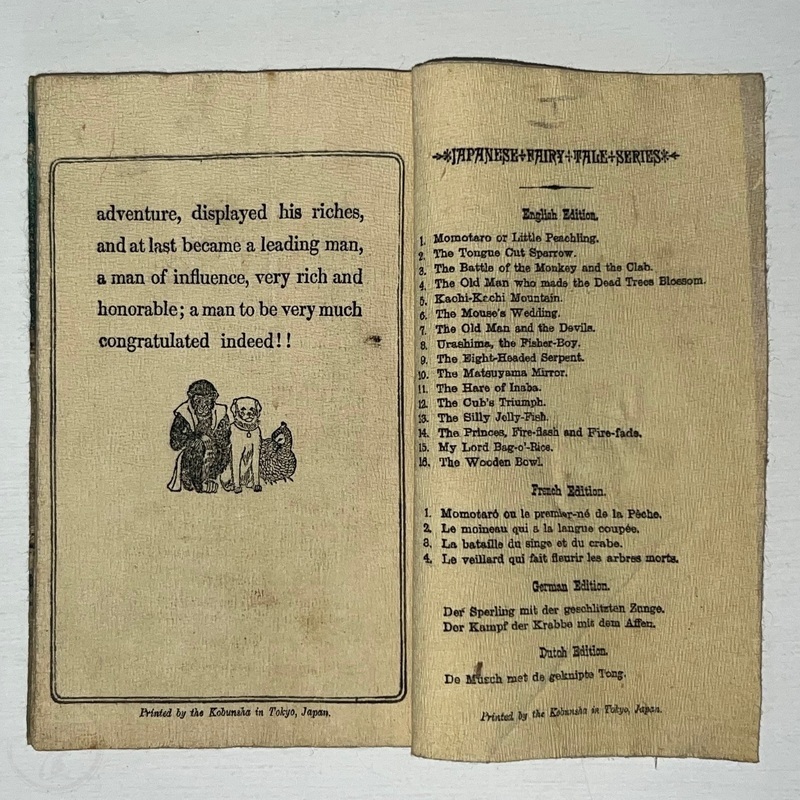 adventure, displayed his riches,
and at last became a leading man,
a man of influence, very rich and
honorable; a man to be very much
congratulated indeed!!
Printed by the Kobunsha in Tokyo, Japan.
JAPANESE FAIRY TALE SERIES
English Edition.
1. Momotaro or Little Peachling.
2. The Tongue Cut Sparrow.
3. The Battle of the Monkey and the Crab.
4. The Old Man who made the Dead Trees Blossom.
5. Kachi-Kachi Mountain.
6. The Mouse's Wedding.
7. The Old Man and the Devils.
8. Urashima, the Fisher-Boy.
9. The Eight-Headed Serpent.
10. The Matsuyama Mirror.
11. The Hare of Inaba.
12. The Cub's Triumph.
13. The Silly Jelly-Fish.
14. The Princes, Fire-flash and Fire-fade.
15. My Lord Bag-o'-Rice.
16. The Wooden Bowl.
French Edition.
1. Momotaró ou le premier-né de la Pêche.
2. Le moineau qui a la langue coupée.
3. La bataille du singe et du crabe.
4. Le veillard qui fait fleurir les arbres morts.
German Edition.
Der Sperling mit der geschlitzten Zunge.
Der Kampf der Krabbe mit dem Affen.
Dutch Edition.
De Musch met de geknipte Tong.
Printed by the Kobunsha in Tokyo, Japan.